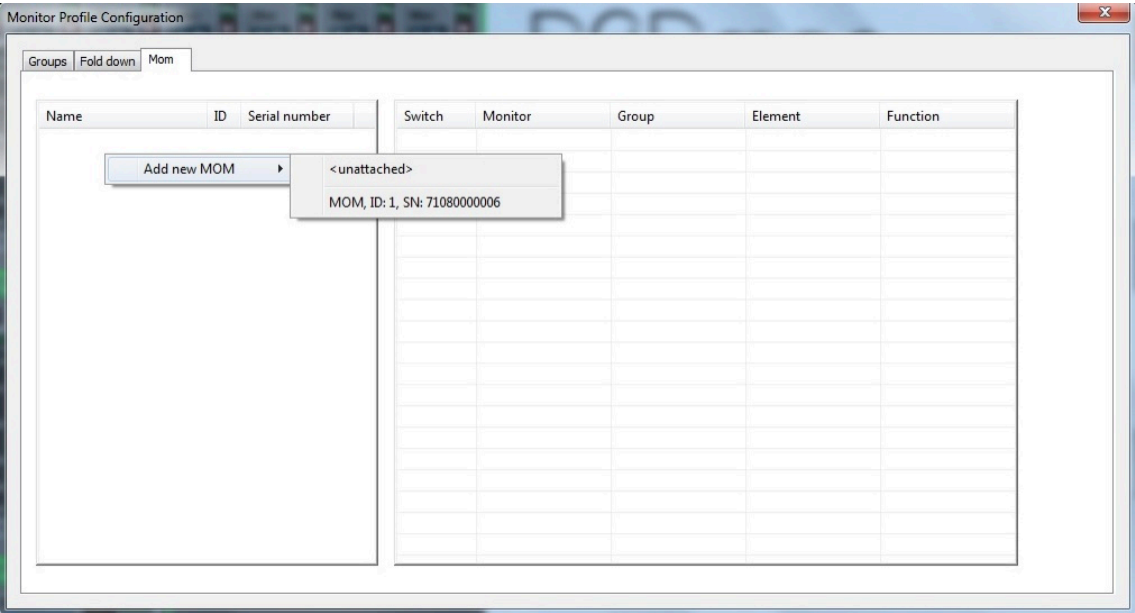 Monitor Profile Configuration
Groups Fold down Mom
Name ID Serial number Switch Monitor Group Element Function
Add new MOM <unattached>
MOM, ID: 1, SN: 71080000006